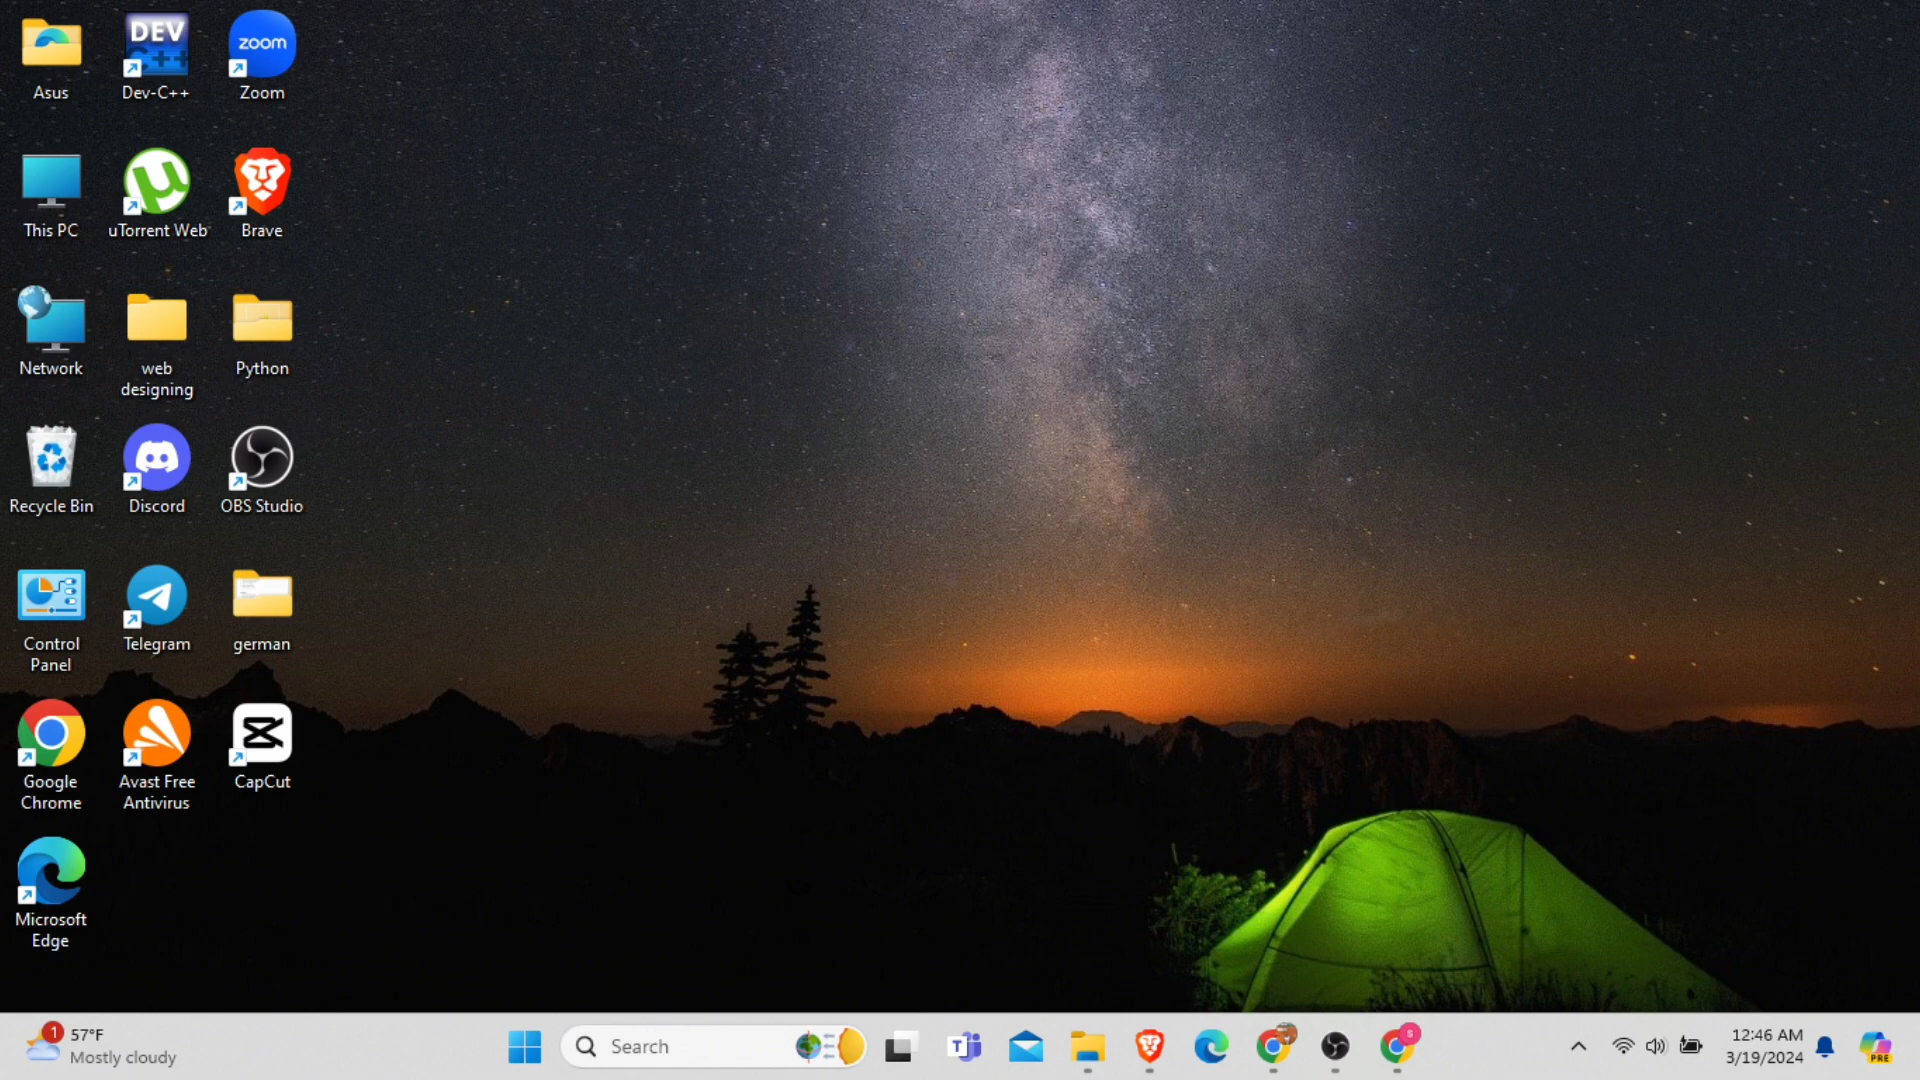 DEV
C++
zoom
Asus
Dev-C++
Zoom
This PC
uTorrent Web
Brave
Network
web
designing
Python
Recycle Bin
Discord
OBS Studio
Control
Panel
Telegram
german
Google
Chrome
Avast Free
Antivirus
CapCut
Microsoft
Edge
1
57°F
Mostly cloudy
Search
T
S
12:46 AM
3/19/2024
PRE